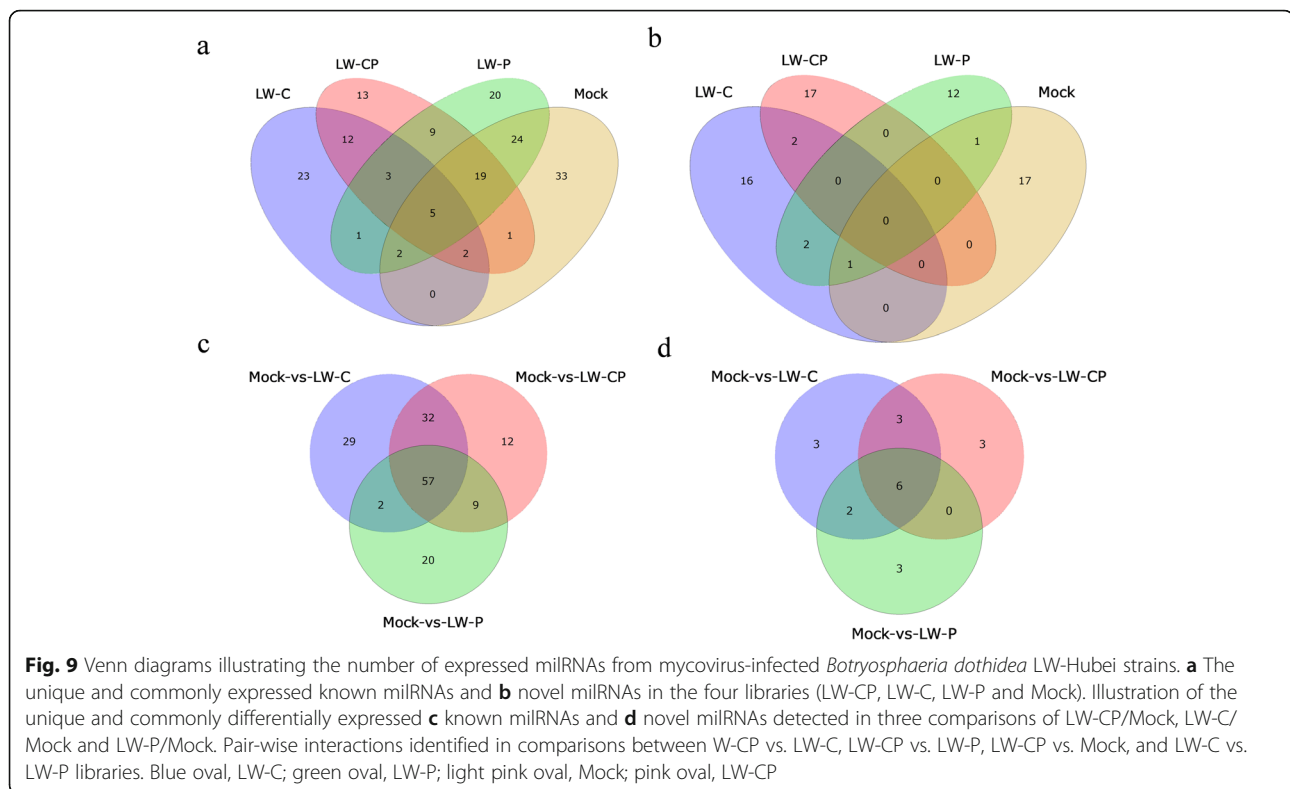 a
b
LW-CP
LW-P
LW-C
Mock
13
20
12
9
24
23
3
19
33
5
1
2
2
1
0
LW-CP
LW-P
LW-C
Mock
17
12
2
0
1
16
0
0
17
0
2
1
0
0
0
c
d
Mock-vs-LW-C
Mock-vs-LW-CP
32
29
12
57
2
9
20
Mock-vs-LW-P
Mock-vs-LW-C
Mock-vs-LW-CP
3
3
3
6
2
0
3
Mock-vs-LW-P
Fig. 9 Venn diagrams illustrating the number of expressed milRNAs from mycovirus-infected Botryosphaeria dothidea LW-Hubei strains. a The
unique and commonly expressed known milRNAs and b novel milRNAs in the four libraries (LW-CP, LW-C, LW-P and Mock). Illustration of the
unique and commonly differentially expressed c known milRNAs and d novel milRNAs detected in three comparisons of LW-CP/Mock, LW-C/
Mock and LW-P/Mock. Pair-wise interactions identified in comparisons between W-CP vs. LW-C, LW-CP vs. LW-P, LW-CP vs. Mock, and LW-C vs.
LW-P libraries. Blue oval, LW-C; green oval, LW-P; light pink oval, Mock; pink oval, LW-CP